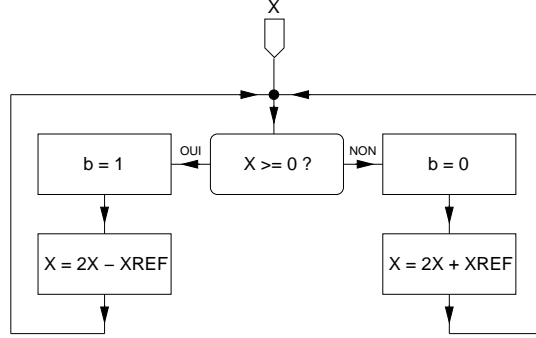 X
OUI
NON
b = 1
X >= 0 ?
b = 0
X = 2X − XREF
X = 2X + XREF